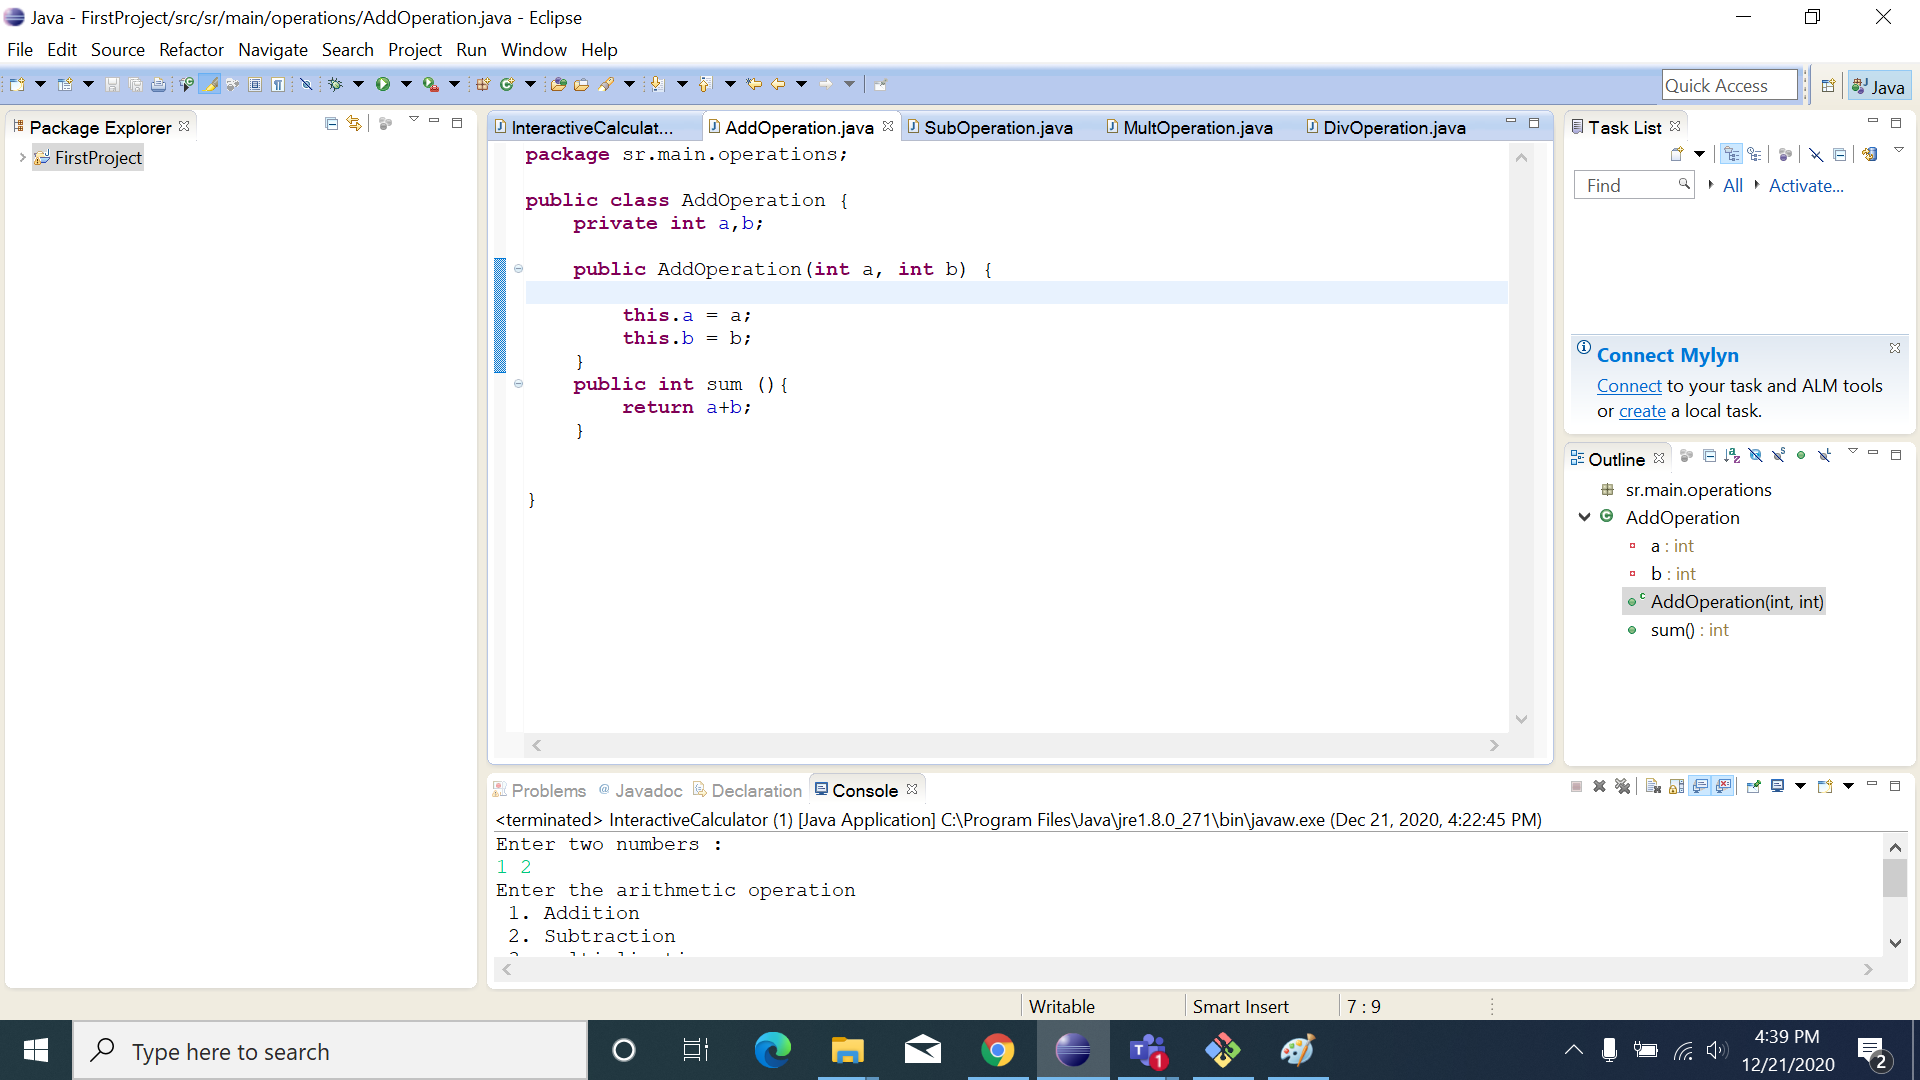 Java - FirstProject/src/sr/main/operations/AddOperation.java - Eclipse
File Edit Source Refactor Navigate Search Project Run Window Help
Quick Access
Java
Package Explorer
FirstProject
InteractiveCalculat... AddOperation.java SubOperation.java MultOperation.java DivOperation.java
package sr.main.operations;
public class AddOperation {
private int a,b;
public AddOperation(int a, int b) {
this.a = a;
this.b = b;
}
public int sum (){
return a+b;
}
}
Task List
Find All Activate...
Connect Mylyn
Connect to your task and ALM tools
or create a local task.
Outline
sr.main.operations
AddOperation
a : int
b : int
AddOperation(int, int)
sum() : int
Problems @ Javadoc Declaration Console
<terminated> InteractiveCalculator (1) [Java Application] C:\Program Files\Java\jre1.8.0_271\bin\javaw.exe (Dec 21, 2020, 4:22:45 PM)
Enter two numbers :
1 2
Enter the arithmetic operation
1. Addition
2. Subtraction
Writable Smart Insert 7 : 9
Type here to search
4:39 PM
12/21/2020
1
2